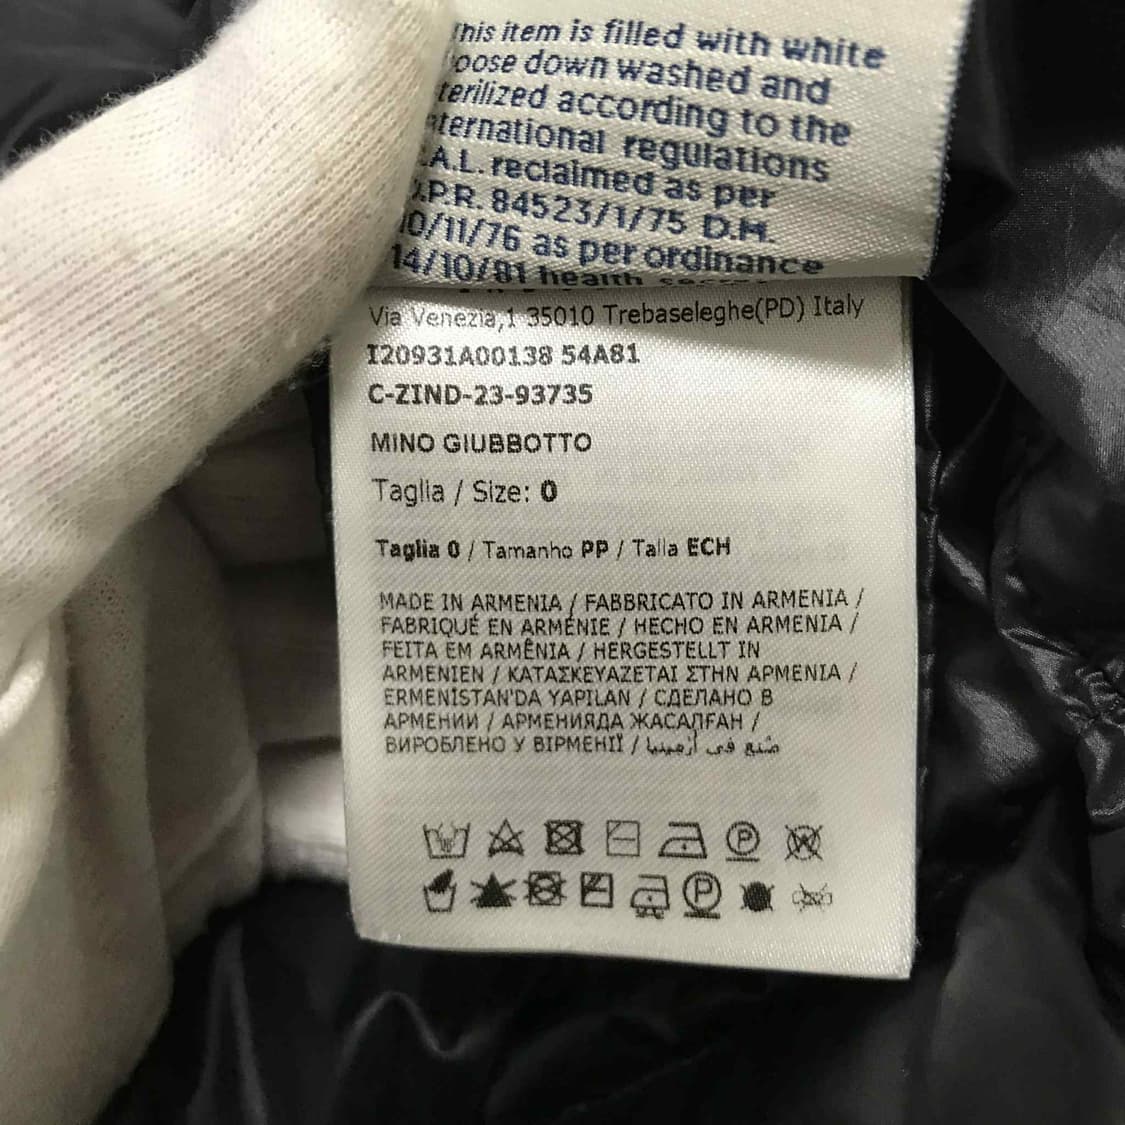 his item is filled with white
oose down washed and
terilized according to the
ternational regulations
.A.L. reclaimed as per
.P.R. 84523/1/75 D.M.
10/11/76 as per ordinance
14/10/81 health
Via Venezia,1 35010 Trebaseleghe(PD) Italy
I20931A00138 54A81
C-ZIND-23-93735
MINO GIUBBOTTO
Taglia / Size: 0
Taglia 0 / Tamanho PP / Talla ECH
MADE IN ARMENIA / FABBRICATO IN ARMENIA /
FABRIQUÉ EN ARMÉNIE / HECHO EN ARMENIA /
FEITA EM ARMÊNIA / HERGESTELLT IN
ARMENIEN / ΚΑΤΑΣΚΕΥΑΖΕΤΑΙ ΣΤΗΝ ΑΡΜΕΝΙΑ /
ERMENİSTAN'DA YAPILAN / СДЕЛАНО В
АРМЕНИИ / АРМЕНИЯДА ЖАСАЛҒАН /
ВИРОБЛЕНО У ВІРМЕНІЇ / صنع في أرمينيا